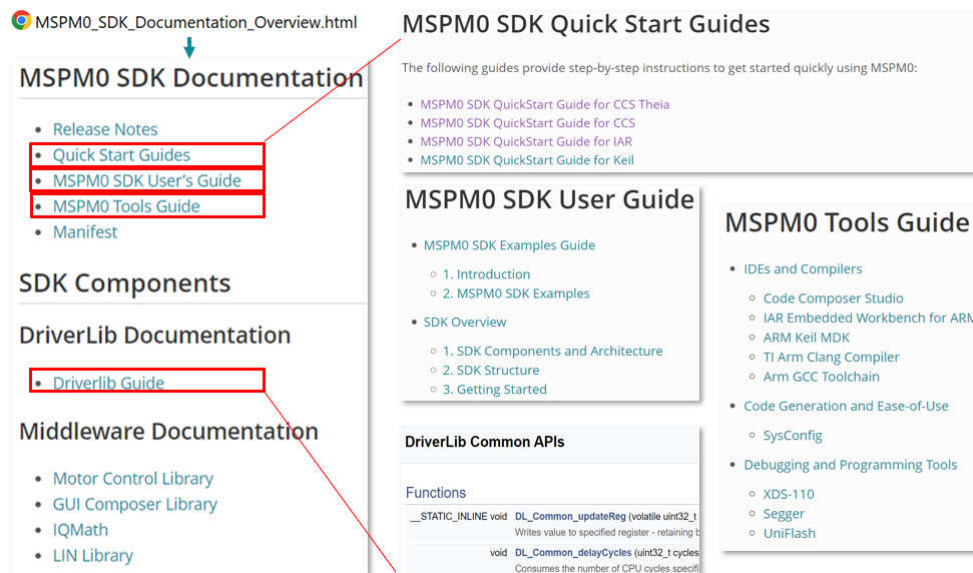 MSPM0_SDK_Documentation_Overview.html
MSPM0 SDK Documentation
Release Notes
Quick Start Guides
MSPM0 SDK User's Guide
MSPM0 Tools Guide
Manifest
SDK Components
DriverLib Documentation
Driverlib Guide
Middleware Documentation
Motor Control Library
GUI Composer Library
IQMath
LIN Library
MSPM0 SDK Quick Start Guides
The following guides provide step-by-step instructions to get started quickly using MSPM0:
MSPM0 SDK QuickStart Guide for CCS Theia
MSPM0 SDK QuickStart Guide for CCS
MSPM0 SDK QuickStart Guide for IAR
MSPM0 SDK QuickStart Guide for Keil
MSPM0 SDK User Guide
MSPM0 SDK Examples Guide
1. Introduction
2. MSPM0 SDK Examples
SDK Overview
1. SDK Components and Architecture
2. SDK Structure
3. Getting Started
DriverLib Common APIs
Functions
__STATIC_INLINE void DL_Common_updateReg (volatile uint32_t
Writes value to specified register - retaining
void DL_Common_delayCycles (uint32_t cycles
Consumes the number of CPU cycles
MSPM0 Tools Guide
IDEs and Compilers
Code Composer Studio
IAR Embedded Workbench for ARM
ARM Keil MDK
TI Arm Clang Compiler
Arm GCC Toolchain
Code Generation and Ease-of-Use
SysConfig
Debugging and Programming Tools
XDS-110
Segger
UniFlash